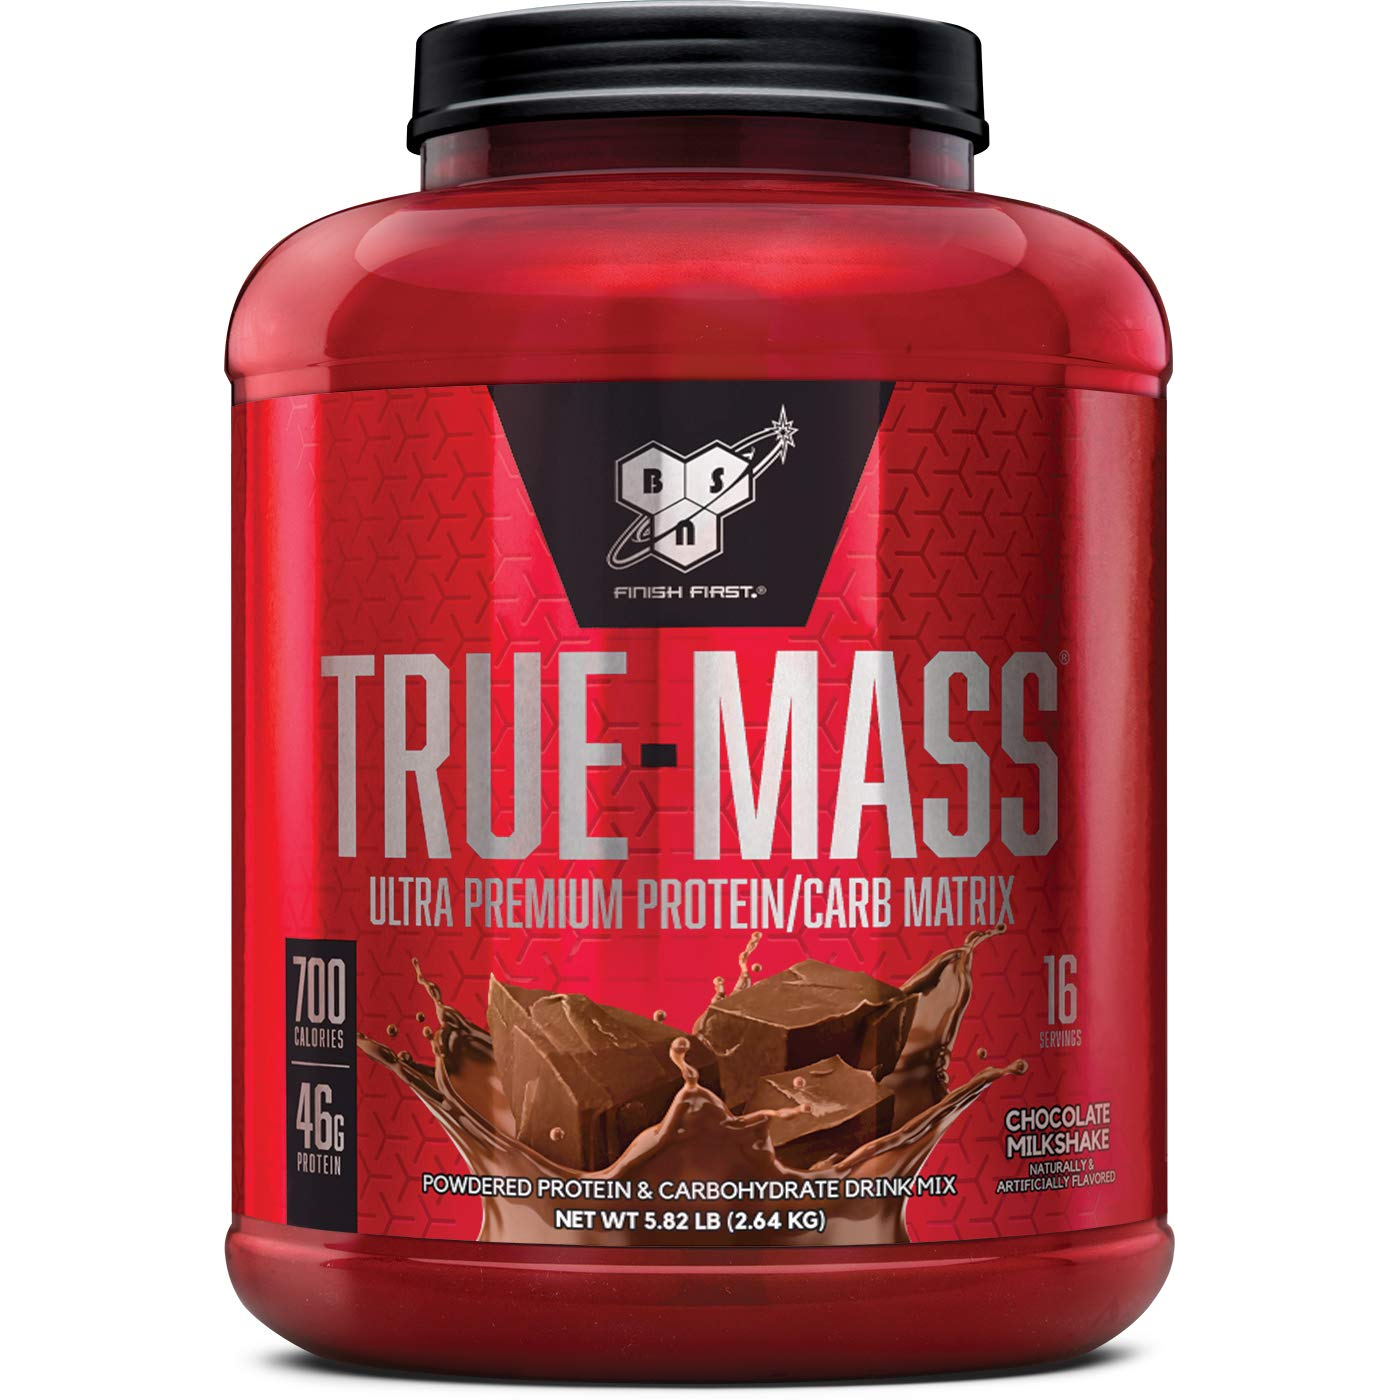 B S
N
FINISH FIRST.®
TRUE-MASS®
ULTRA PREMIUM PROTEIN/CARB MATRIX
700
CALORIES
46G
PROTEIN
16
SERVINGS
CHOCOLATE
MILKSHAKE
NATURALLY &
ARTIFICIALLY FLAVORED
POWDERED PROTEIN & CARBOHYDRATE DRINK MIX
NET WT 5.82 LB (2.64 KG)